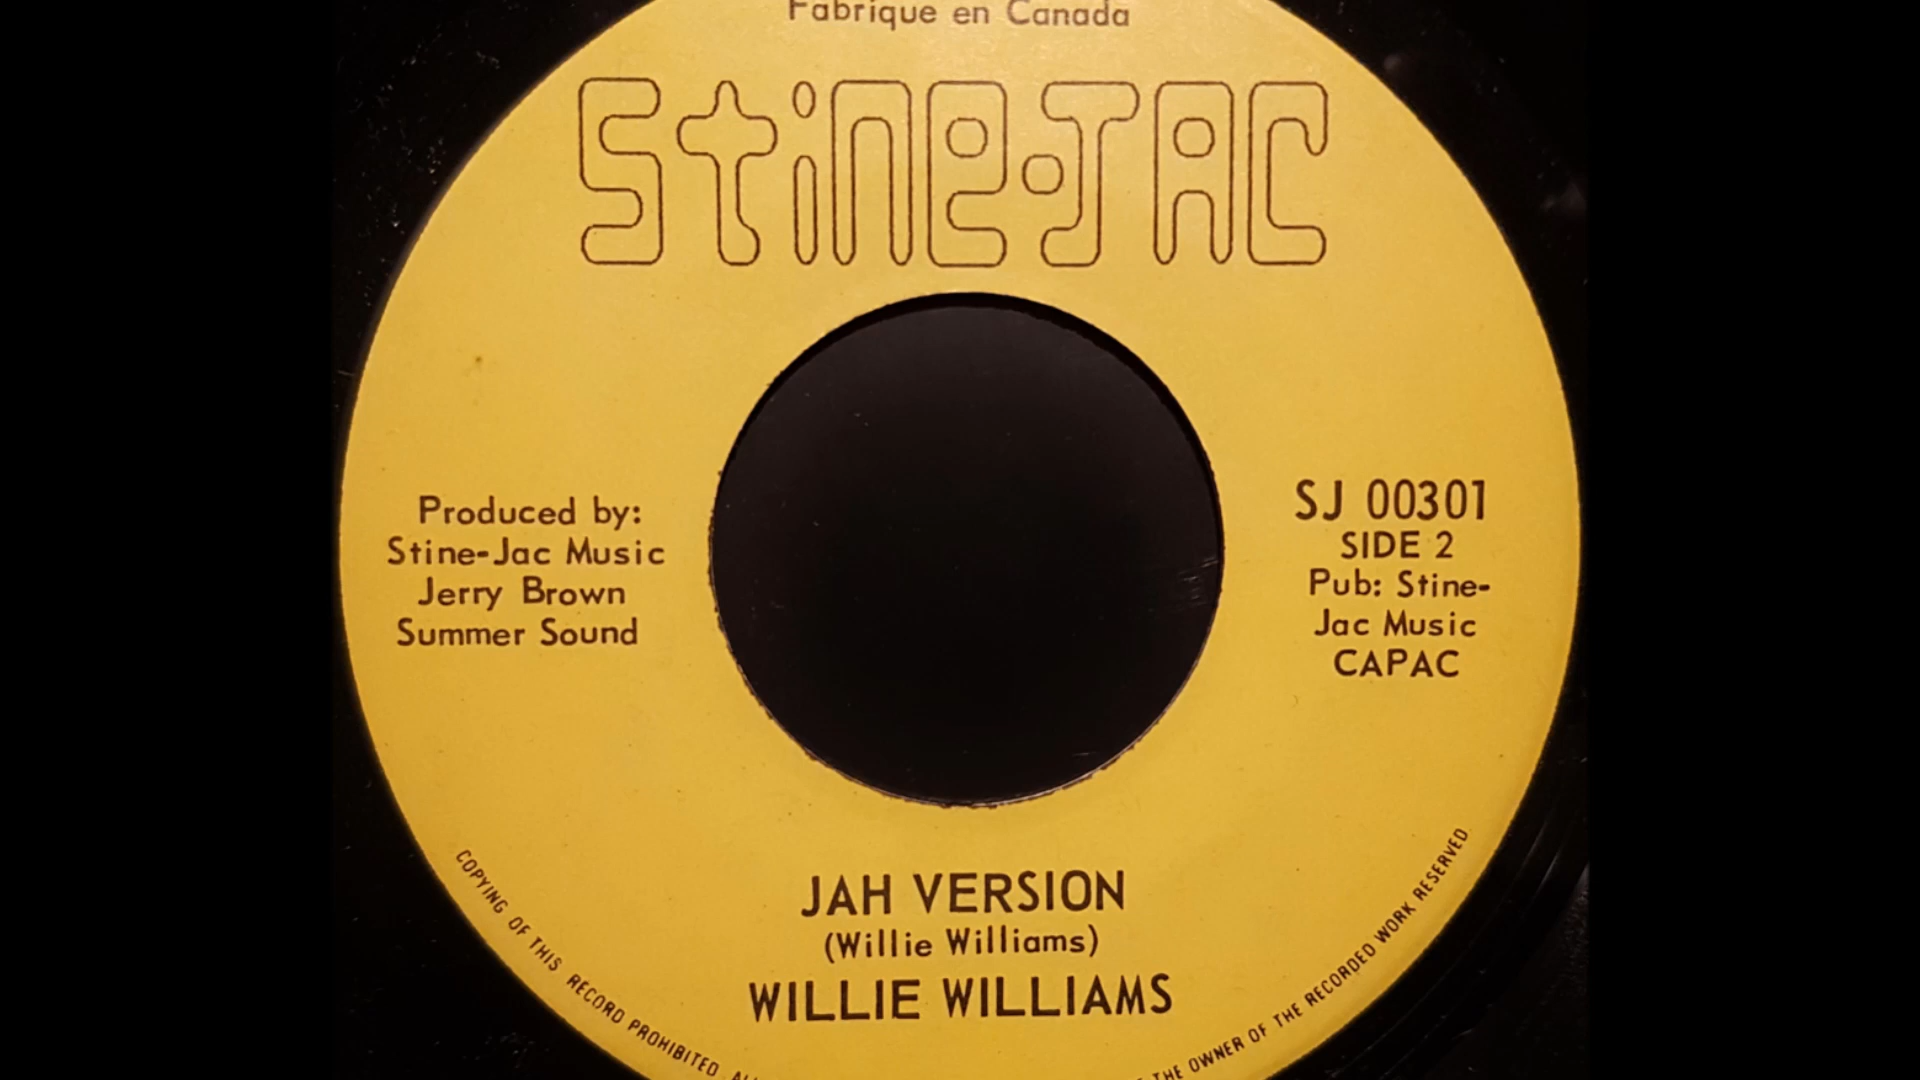 Fabrique en Canada
Stine-Jac
Produced by:
Stine-Jac Music
Jerry Brown
Summer Sound
SJ 00301
SIDE 2
Pub: Stine-
Jac Music
CAPAC
JAH VERSION
(Willie Williams)
WILLIE WILLIAMS
COPYING OF THIS RECORD PROHIBITED
THE OWNER OF THE RECORDED WORK RESERVED